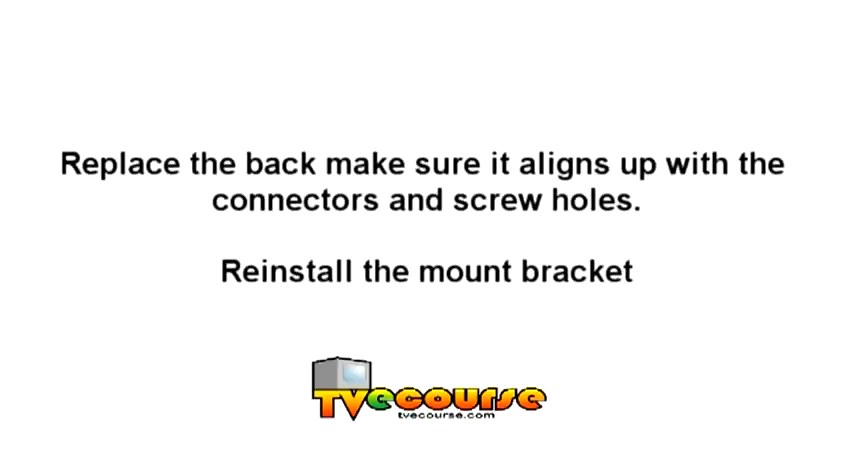 Replace the back make sure it aligns up with the
connectors and screw holes.
Reinstall the mount bracket
TVecourse
tvecourse.com